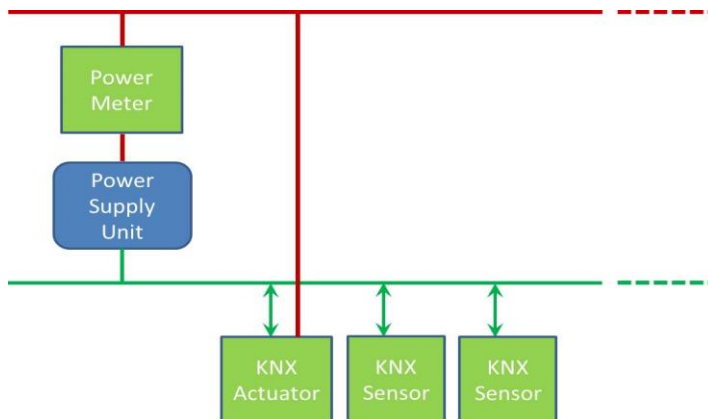 Power
Meter
Power
Supply
Unit
KNX
Actuator
KNX
Sensor
KNX
Sensor